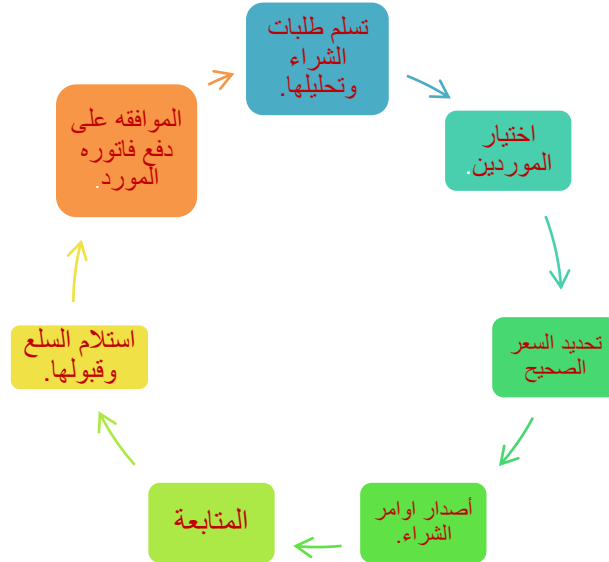 تسلم طلبات
الشراء
وتحليلها.
اختيار
الموردين.
تحديد السعر
الصحيح
أصدار اوامر
الشراء.
المتابعة
استلام السلع
وقبولها.
الموافقه على
دفع فاتوره
المورد.